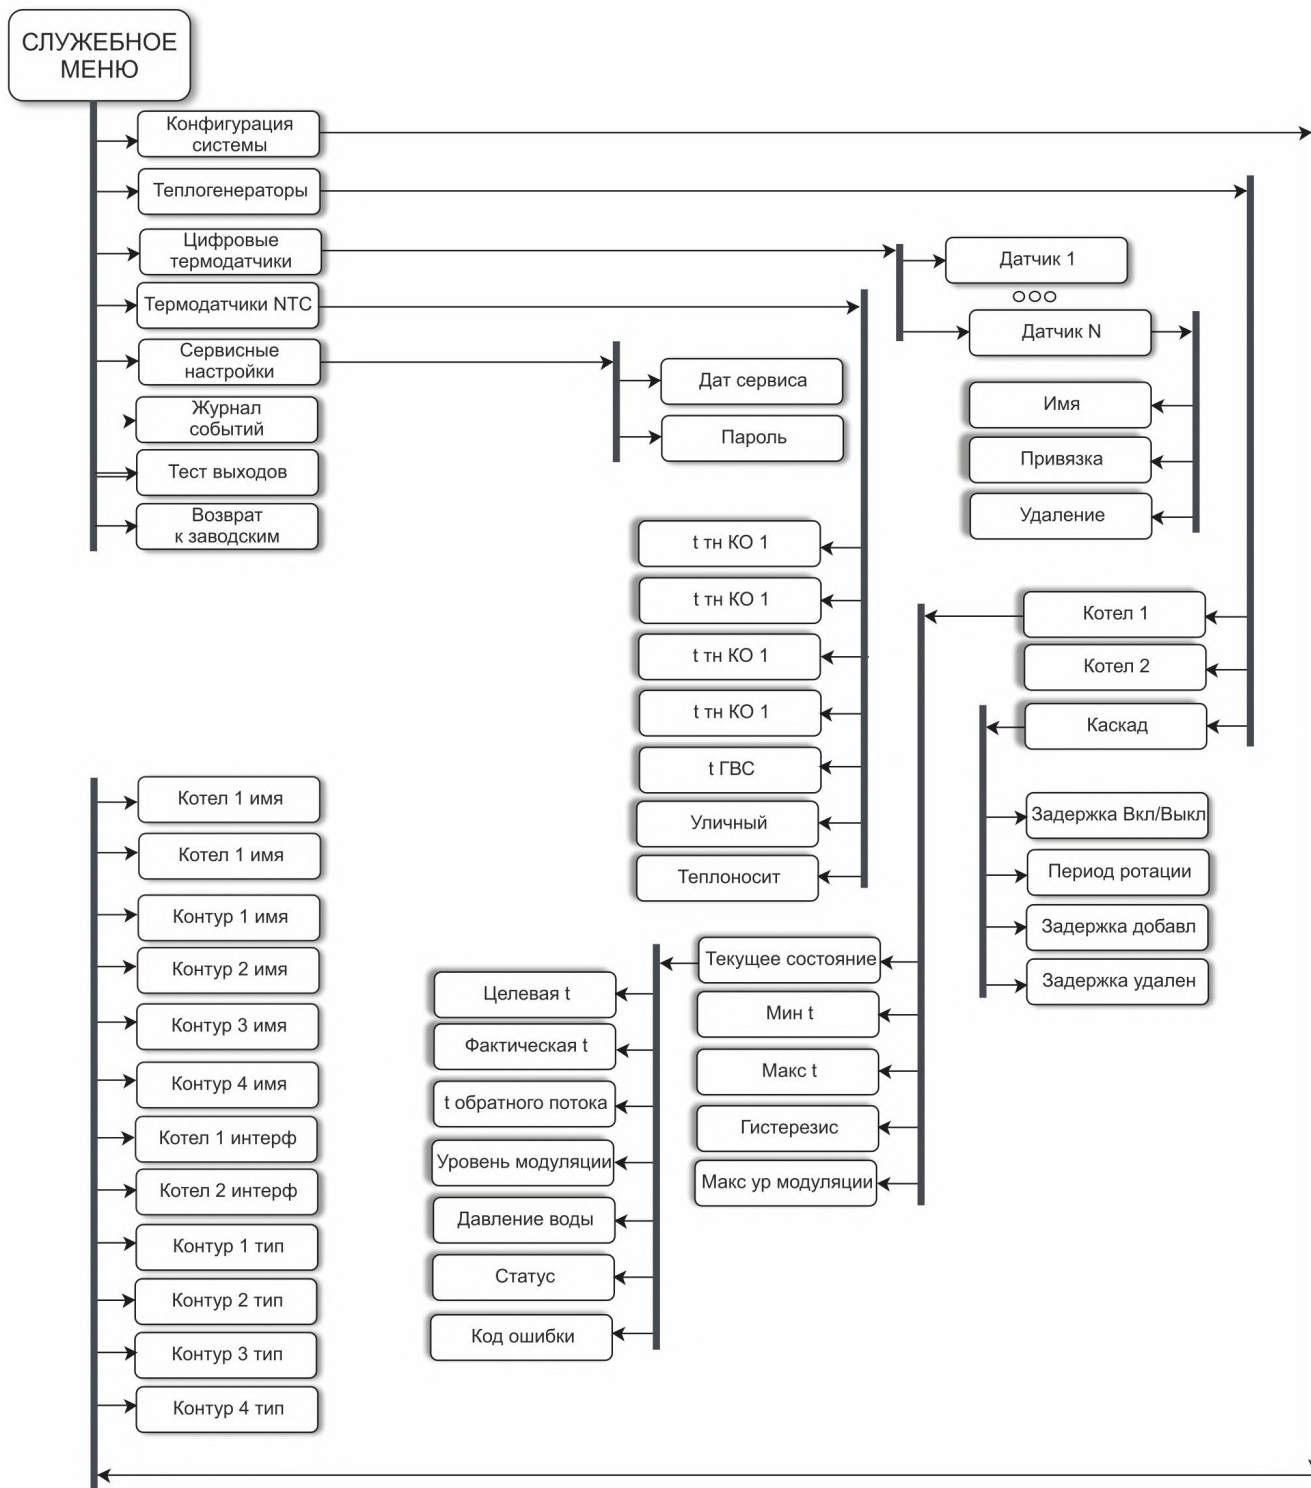 СЛУЖЕБНОЕ
МЕНЮ
Конфигурация
системы
Теплогенераторы
Цифровые
термодатчики
Термодатчики NTC
Сервисные
настройки
Журнал
событий
Тест выходов
Возврат
к заводским
Датчик 1
Датчик N
Имя
Привязка
Удаление
Дат сервиса
Пароль
t тн КО 1
t тн КО 1
t тн КО 1
t тн КО 1
t ГВС
Уличный
Теплоносит
Котел 1
Котел 2
Каскад
Задержка Вкл/Выкл
Период ротации
Задержка добавл
Задержка удален
Текущее состояние
Мин t
Макс t
Гистерезис
Макс ур модуляции
Целевая t
Фактическая t
t обратного потока
Уровень модуляции
Давление воды
Статус
Код ошибки
Котел 1 имя
Котел 1 имя
Контур 1 имя
Контур 2 имя
Контур 3 имя
Контур 4 имя
Котел 1 интерф
Котел 2 интерф
Контур 1 тип
Контур 2 тип
Контур 3 тип
Контур 4 тип